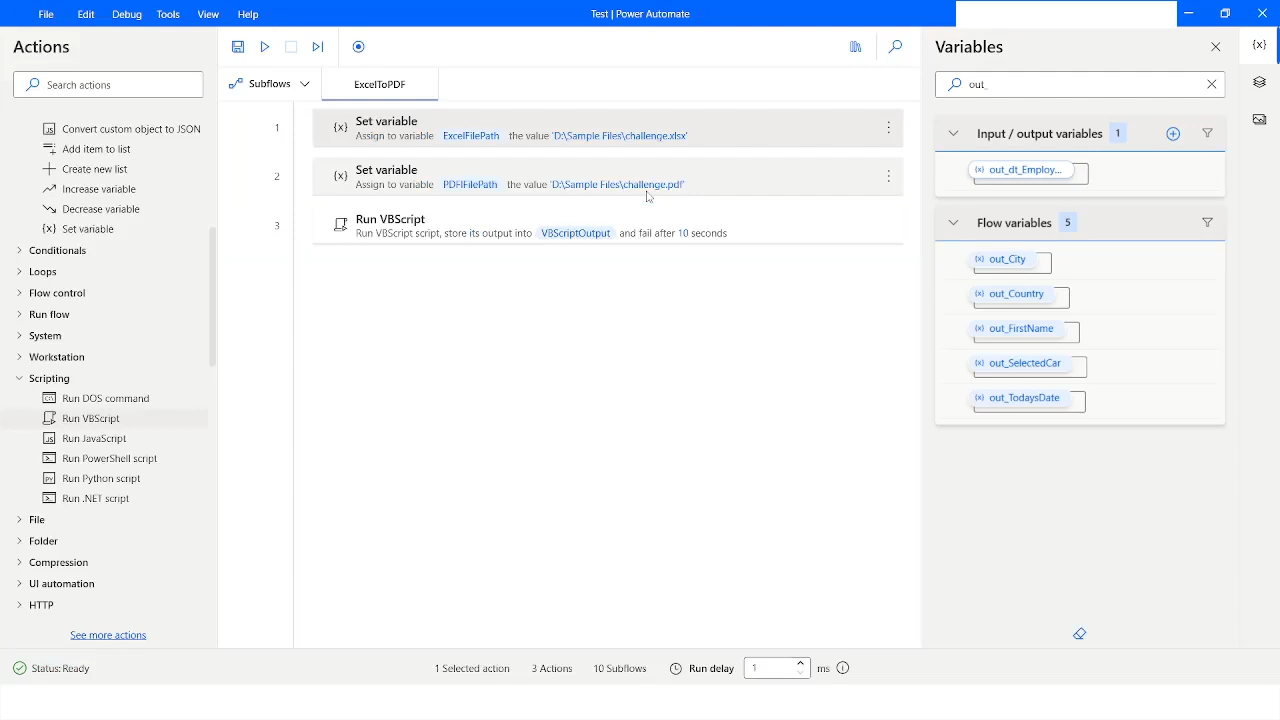 File Edit Debug Tools View Help Test | Power Automate
Actions
Search actions
Convert custom object to JSON
Add item to list
Create new list
Increase variable
Decrease variable
{x} Set variable
Conditionals
Loops
Flow control
Run flow
System
Workstation
Scripting
Run DOS command
Run VBScript
Run JavaScript
Run PowerShell script
Run Python script
Run .NET script
File
Folder
Compression
UI automation
HTTP
See more actions
Subflows ExcelToPDF
1 {x} Set variable
Assign to variable ExcelFilePath the value 'D:\Sample Files\challenge.xlsx'
2 {x} Set variable
Assign to variable PDFIFilePath the value 'D:\Sample Files\challenge.pdf'
3 Run VBScript
Run VBScript script, store its output into VBScriptOutput and fail after 10 seconds
Variables
{x}
out_
Input / output variables 1
{x} out_dt_Employ...
Flow variables 5
{x} out_City
{x} out_Country
{x} out_FirstName
{x} out_SelectedCar
{x} out_TodaysDate
Status: Ready 1 Selected action 3 Actions 10 Subflows Run delay 1 ms